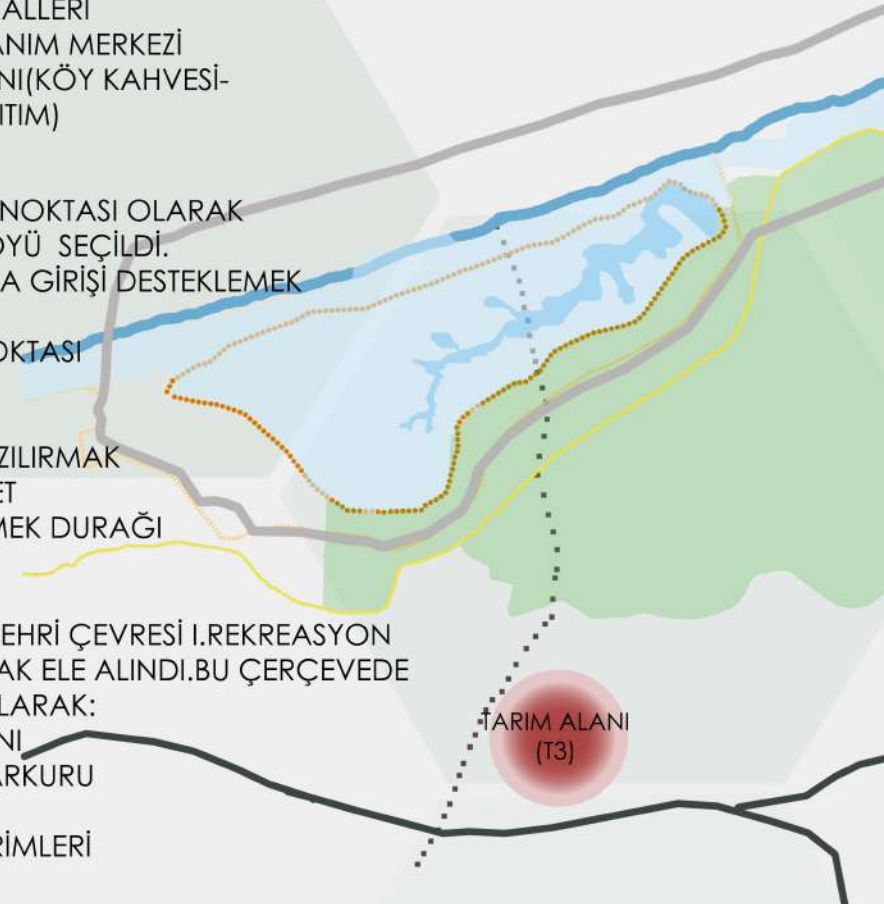 ALLERİ
ANIM MERKEZİ
NI(KÖY KAHVESİ-
ITIM)
NOKTASI OLARAK
ÖYÜ SEÇİLDİ.
A GİRİŞİ DESTEKLEMEK
OKTASI
ZILIRMAK
ET
MEK DURAĞI
EHRİ ÇEVRESİ I.REKREASYON
AK ELE ALINDI.BU ÇERÇEVEDE
LARAK:
NI
ARKURU
RİMLERİ
TARIM ALANI
(T3)